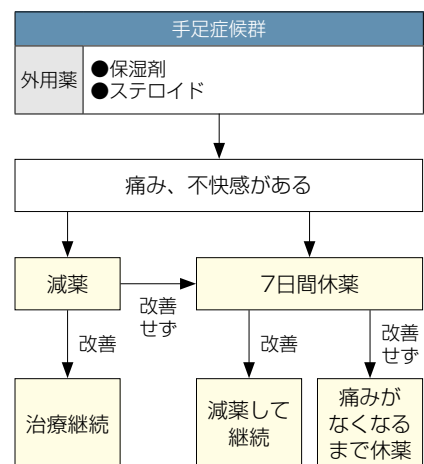 手足症候群
外用薬
●保湿剤
●ステロイド
痛み、不快感がある
減薬
改善
せず
7日間休薬
改善
改善
改善
せず
治療継続
減薬して
継続
痛みが
なくなる
まで休薬